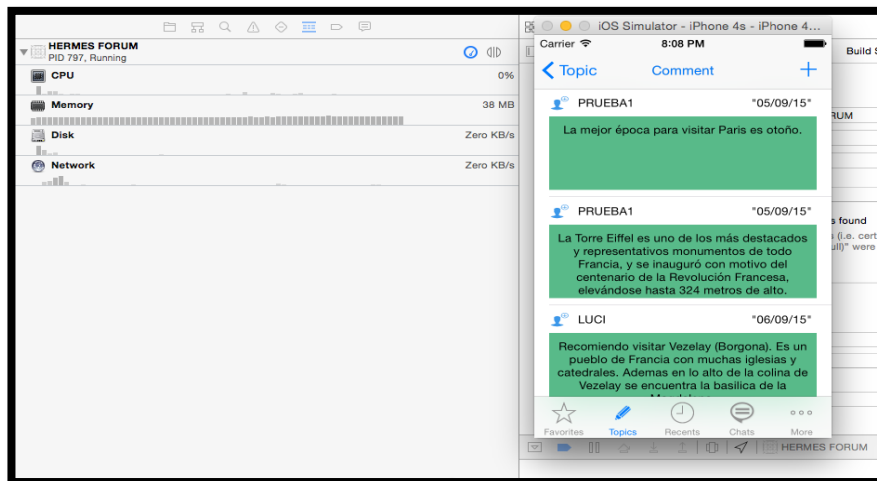 HERMES FORUM
PID 797, Running
CPU
0%
Memory
38 MB
Disk
Zero KB/s
Network
Zero KB/s
iOS Simulator - iPhone 4s - iPhone 4...
Carrier
8:08 PM
Topic
Comment
+
PRUEBA1
"05/09/15"
La mejor época para visitar Paris es otoño.
PRUEBA1
"05/09/15"
La Torre Eiffel es uno de los más destacados
y representativos monumentos de todo
Francia, y se inauguró con motivo del
centenario de la Revolución Francesa,
elevándose hasta 324 metros de alto.
LUCI
"06/09/15"
Recomiendo visitar Vezelay (Borgona). Es un
pueblo de Francia con muchas iglesias y
catedrales. Ademas en lo alto de la colina de
Vezelay se encuentra la basilica de la
Favorites
Topics
Recents
Chats
More
Build S
RUM
s found
s (i.e. cert
ull)" were
HERMES FORUM